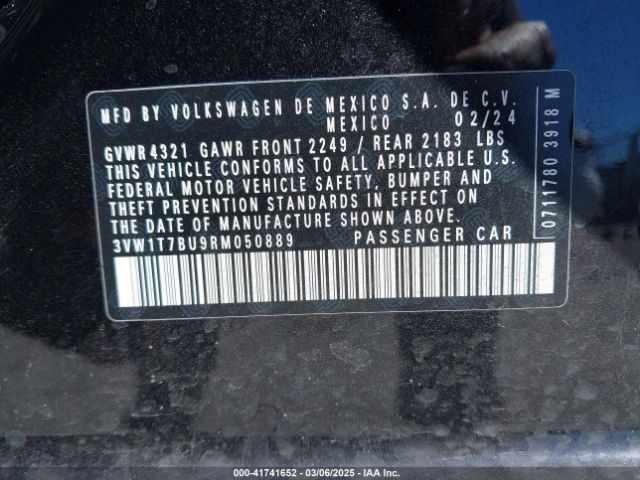 MFD BY VOLKSWAGEN DE MEXICO S.A. DE C.V.
MEXICO 02/24
GVWR 4321 GAWR FRONT 2249 / REAR 2183 LBS
THIS VEHICLE CONFORMS TO ALL APPLICABLE U.S.
FEDERAL MOTOR VEHICLE SAFETY, BUMPER AND
THEFT PREVENTION STANDARDS IN EFFECT ON
THE DATE OF MANUFACTURE SHOWN ABOVE.
3VW1T7BU9RM050889 PASSENGER CAR
07111780 3918 M
000-41741652 | 03/06/2025 - IAA Inc.